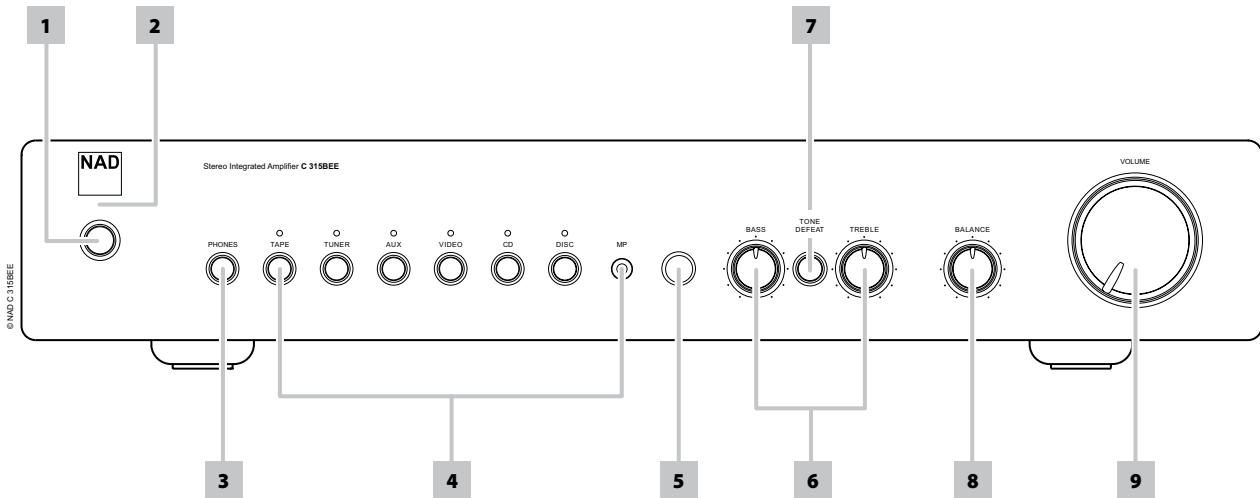 1 2 7
NAD
Stereo Integrated Amplifier C 315BEE
VOLUME
PHONES TAPE TUNER AUX VIDEO CD DISC MP BASS TONE DEFEAT TREBLE BALANCE
© NAD C 315BEE
3 4 5 6 8 9